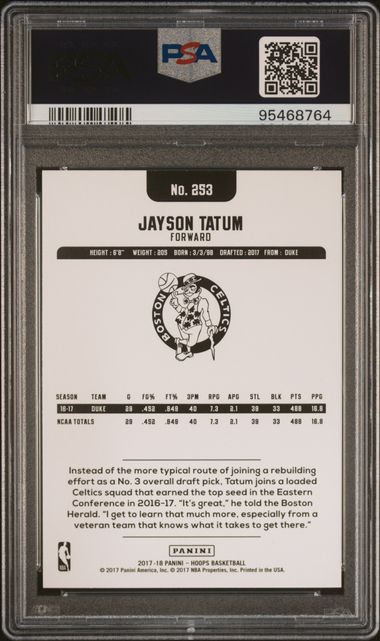 PSA
95468764
No. 253
JAYSON TATUM
FORWARD
HEIGHT: 6'8" WEIGHT: 205 BORN: 3/3/98 DRAFTED: 2017 FROM: DUKE
BOSTON CELTICS
SEASON TEAM G FG% FT% 3PM RPG APG STL BLK PTS PPG
16-17 DUKE 29 .452 .849 40 7.3 2.1 39 33 488 16.8
NCAA TOTALS 29 .452 .849 40 7.3 2.1 39 33 488 16.8
Instead of the more typical route of joining a rebuilding
effort as a No. 3 overall draft pick, Tatum joins a loaded
Celtics squad that earned the top seed in the Eastern
Conference in 2016-17. “It's great,” he told the Boston
Herald. “I get to learn that much more, especially from a
veteran team that knows what it takes to get there.”
PANINI
2017-18 PANINI - HOOPS BASKETBALL
© 2017 Panini America, Inc. © 2017 NBA Properties, Inc. Printed in the USA.